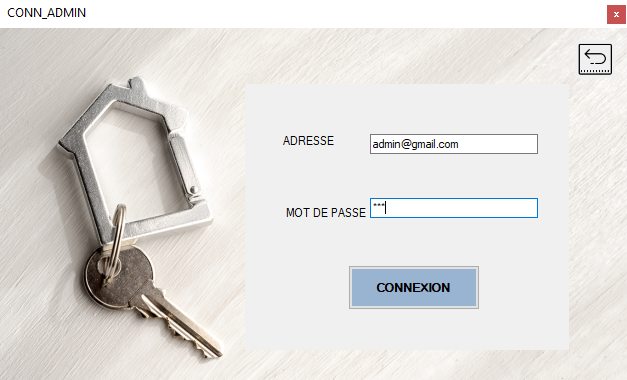 CONN_ADMIN
x
ADRESSE
admin@gmail.com
MOT DE PASSE
***
CONNEXION